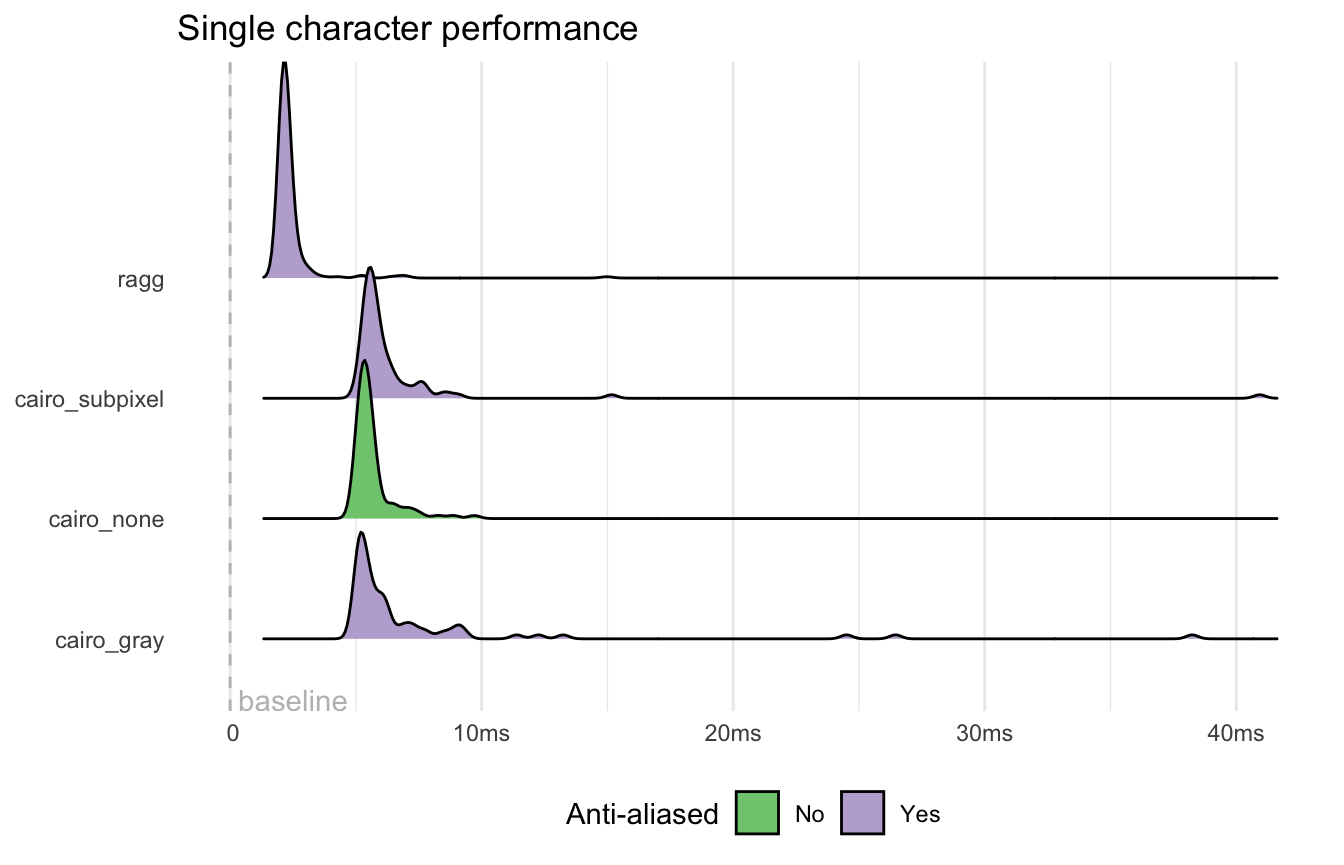 Single character performance
ragg
cairo_subpixel
cairo_none
cairo_gray
baseline
0 10ms 20ms 30ms 40ms
Anti-aliased No Yes